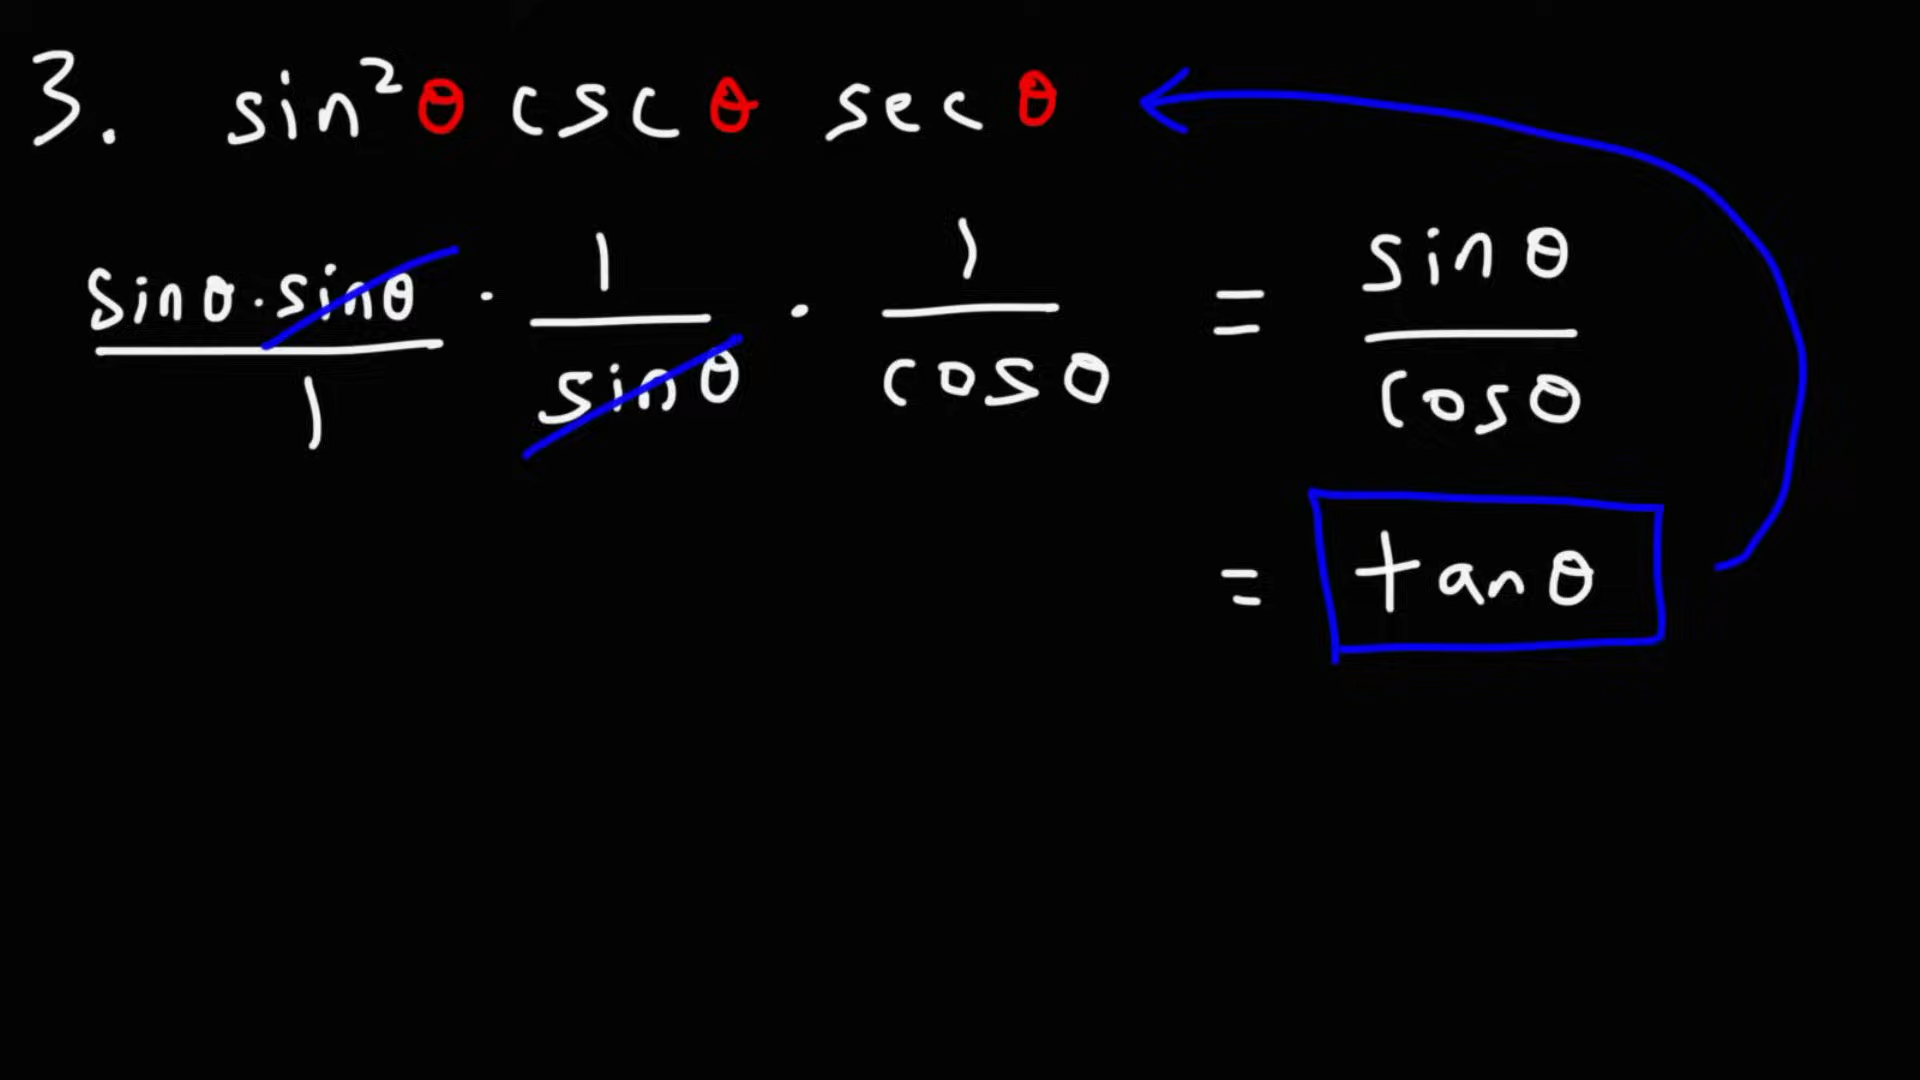 3. sin²θ cscθ secθ
sinθ·sinθ/1 · 1/sinθ · 1/cosθ = sinθ/cosθ
= tanθ